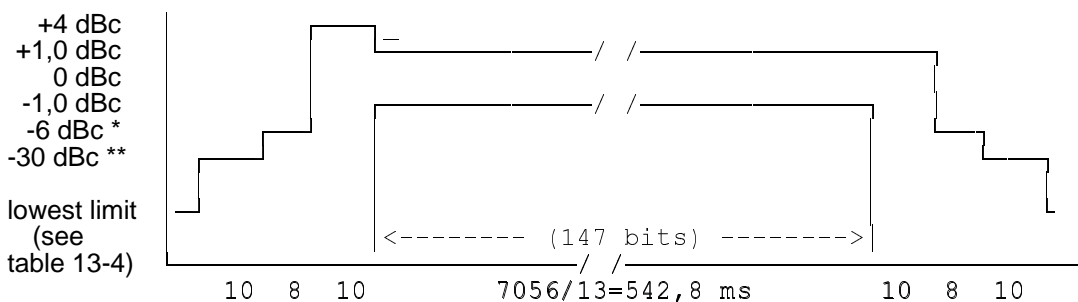 +4 dBc
+1,0 dBc
0 dBc
-1,0 dBc
-6 dBc *
-30 dBc **
lowest limit
(see
table 13-4)
<-------- (147 bits) -------->
10 8 10 7056/13=542,8 ms 10 8 10